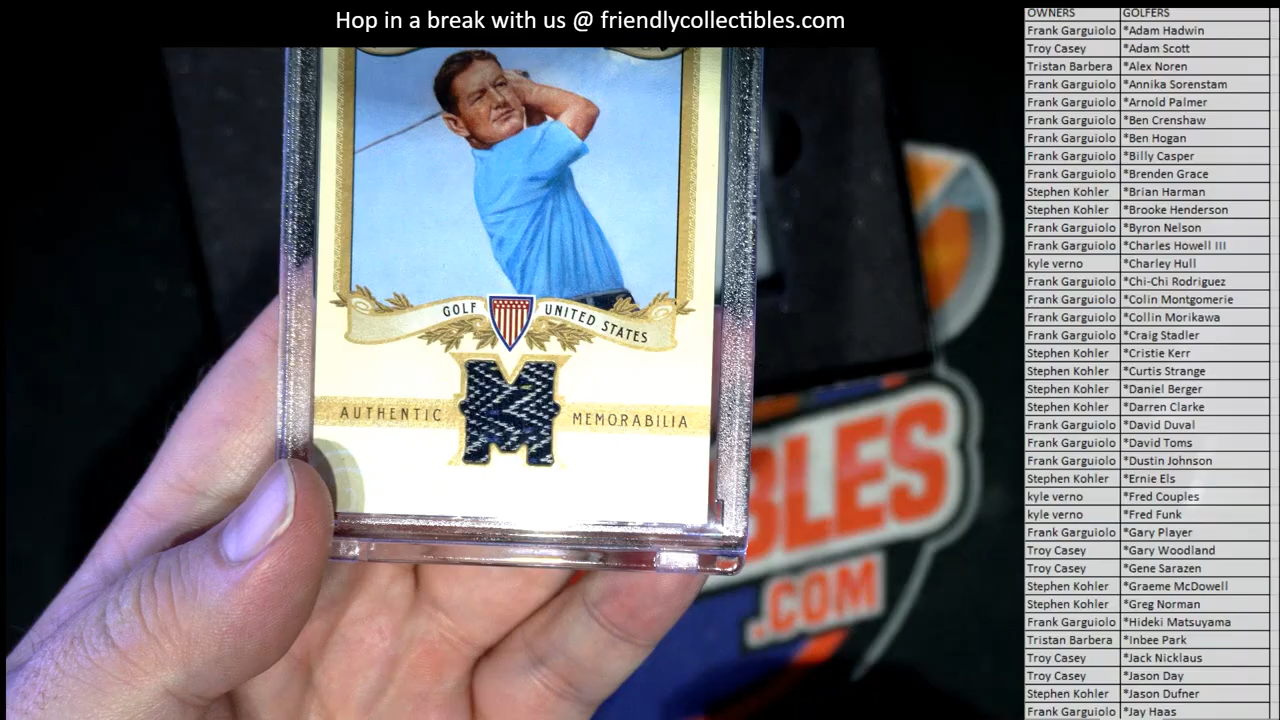 Hop in a break with us @ friendlycollectibles.com
GOLF UNITED STATES
AUTHENTIC MEMORABILIA
BLES
.COM
OWNERS GOLFERS
Frank Garguiolo *Adam Hadwin
Troy Casey *Adam Scott
Tristan Barbera *Alex Noren
Frank Garguiolo *Annika Sorenstam
Frank Garguiolo *Arnold Palmer
Frank Garguiolo *Ben Crenshaw
Frank Garguiolo *Ben Hogan
Frank Garguiolo *Billy Casper
Frank Garguiolo *Brenden Grace
Stephen Kohler *Brian Harman
Stephen Kohler *Brooke Henderson
Frank Garguiolo *Byron Nelson
Frank Garguiolo *Charles Howell III
kyle verno *Charley Hull
Frank Garguiolo *Chi-Chi Rodriguez
Frank Garguiolo *Colin Montgomerie
Frank Garguiolo *Collin Morikawa
Frank Garguiolo *Craig Stadler
Stephen Kohler *Cristie Kerr
Stephen Kohler *Curtis Strange
Stephen Kohler *Daniel Berger
Stephen Kohler *Darren Clarke
Frank Garguiolo *David Duval
Frank Garguiolo *David Toms
Frank Garguiolo *Dustin Johnson
Stephen Kohler *Ernie Els
kyle verno *Fred Couples
kyle verno *Fred Funk
Frank Garguiolo *Gary Player
Troy Casey *Gary Woodland
Troy Casey *Gene Sarazen
Stephen Kohler *Graeme McDowell
Stephen Kohler *Greg Norman
Frank Garguiolo *Hideki Matsuyama
Tristan Barbera *Inbee Park
Troy Casey *Jack Nicklaus
Troy Casey *Jason Day
Stephen Kohler *Jason Dufner
Frank Garguiolo *Jay Haas